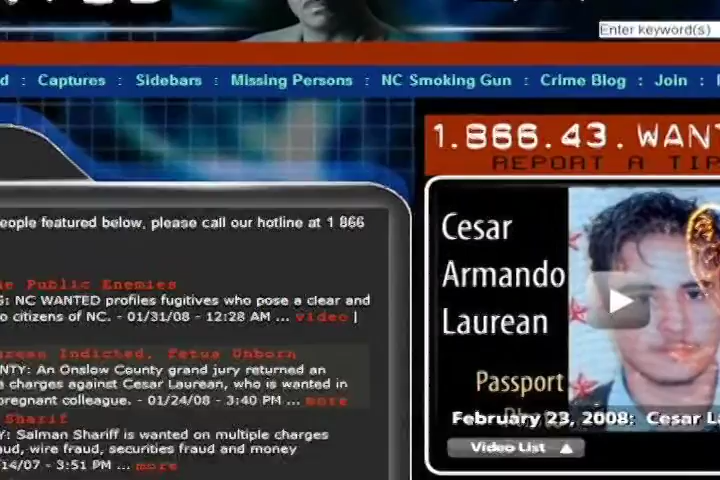 Enter keyword(s)
d : Captures : Sidebars : Missing Persons : NC Smoking Gun : Crime Blog : Join :
1.866.43.WANT
REPORT A TIP
eople featured below, please call our hotline at 1 866
Cesar
Armando
Laurean
e Public Enemies
G: NC WANTED profiles fugitives who pose a clear and
o citizens of NC. - 01/31/08 - 12:28 AM ... video |
urean Indicted, Fetus Unborn
NTY: An Onslow County grand jury returned an
e charges against Cesar Laurean, who is wanted in
pregnant colleague. - 01/24/08 - 3:40 PM ... more
Passport
February 23, 2008: Cesar La
Sharif
Y: Salman Shariff is wanted on multiple charges
aud, wire fraud, securities fraud and money
14/07 - 3:51 PM ... more
Video List